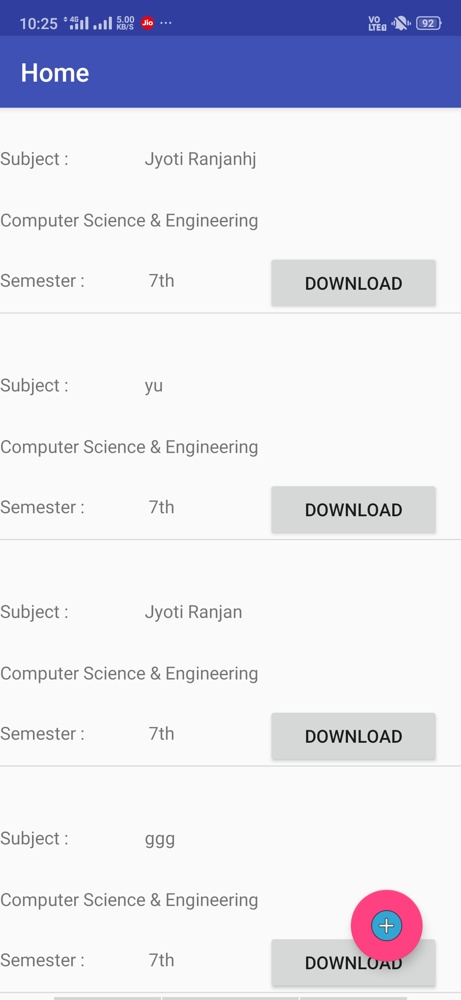 10:25 4G 5.00 KB/S Jio ... VO LTE 1 92
Home
Subject : Jyoti Ranjanhj
Computer Science & Engineering
Semester : 7th DOWNLOAD
Subject : yu
Computer Science & Engineering
Semester : 7th DOWNLOAD
Subject : Jyoti Ranjan
Computer Science & Engineering
Semester : 7th DOWNLOAD
Subject : ggg
Computer Science & Engineering
Semester : 7th DOWNLOAD